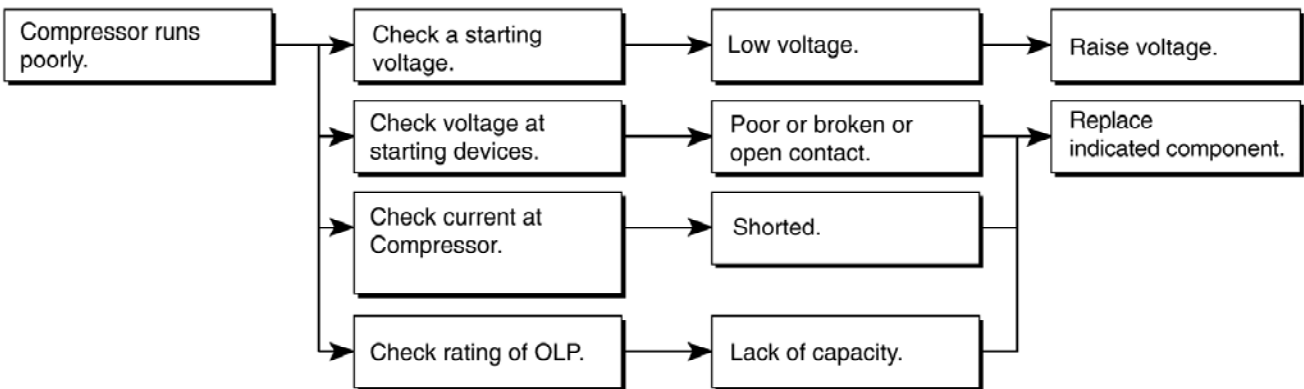 Compressor runs
poorly.
Check a starting
voltage.
Low voltage.
Raise voltage.
Check voltage at
starting devices.
Poor or broken or
open contact.
Replace
indicated component.
Check current at
Compressor.
Shorted.
Check rating of OLP.
Lack of capacity.